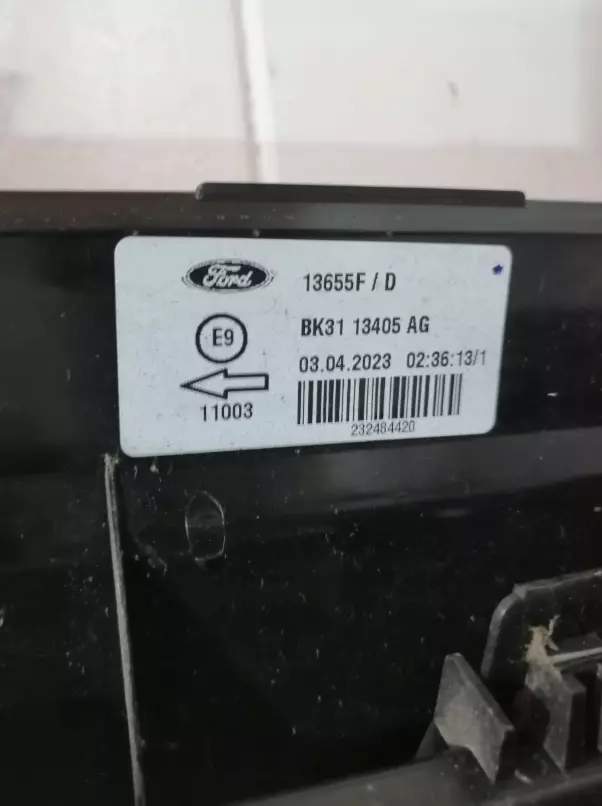 Ford
13655F / D
BK31 13405 AG
E9
03.04.2023 02:36:13/1
11003
232484420